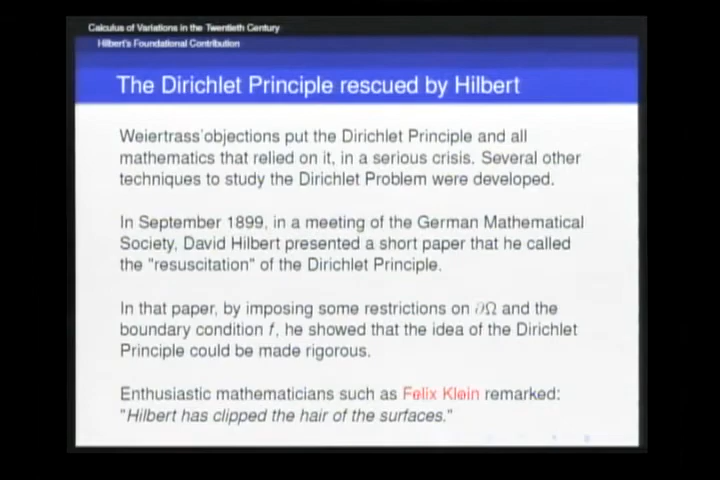 Calculus of Variations in the Twentieth Century
Hilbert's Foundational Contribution
The Dirichlet Principle rescued by Hilbert
Weiertrass'objections put the Dirichlet Principle and all
mathematics that relied on it, in a serious crisis. Several other
techniques to study the Dirichlet Problem were developed.
In September 1899, in a meeting of the German Mathematical
Society, David Hilbert presented a short paper that he called
the "resuscitation" of the Dirichlet Principle.
In that paper, by imposing some restrictions on ∂Ω and the
boundary condition f, he showed that the idea of the Dirichlet
Principle could be made rigorous.
Enthusiastic mathematicians such as Felix Klein remarked:
"Hilbert has clipped the hair of the surfaces."